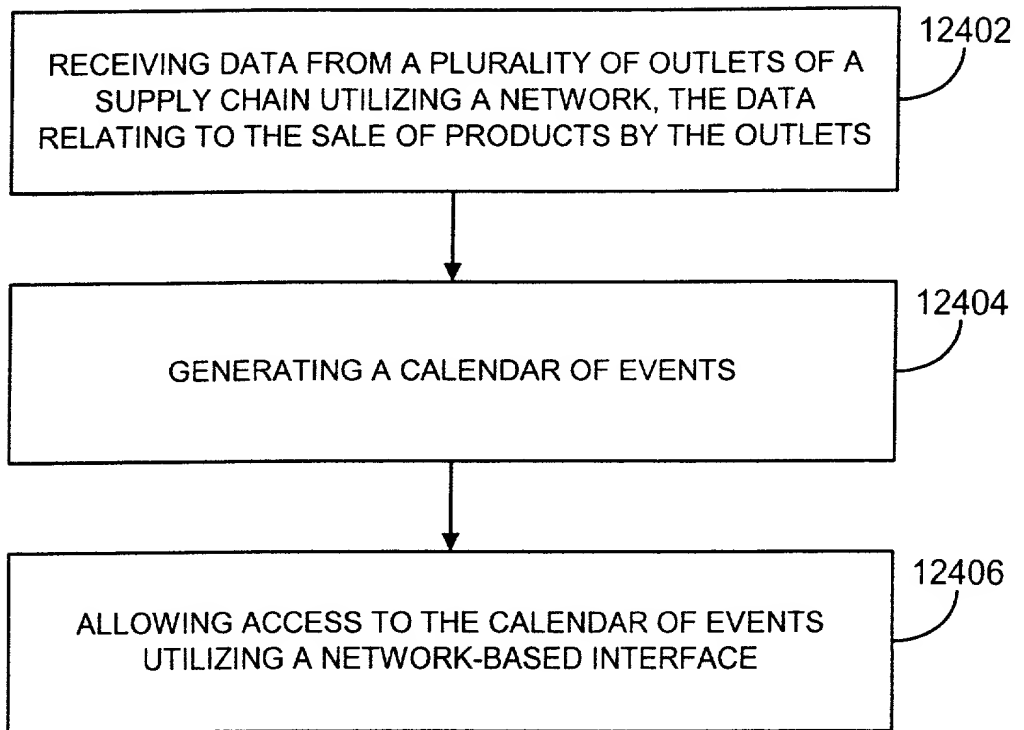 12402
RECEIVING DATA FROM A PLURALITY OF OUTLETS OF A
SUPPLY CHAIN UTILIZING A NETWORK, THE DATA
RELATING TO THE SALE OF PRODUCTS BY THE OUTLETS
12404
GENERATING A CALENDAR OF EVENTS
12406
ALLOWING ACCESS TO THE CALENDAR OF EVENTS
UTILIZING A NETWORK-BASED INTERFACE